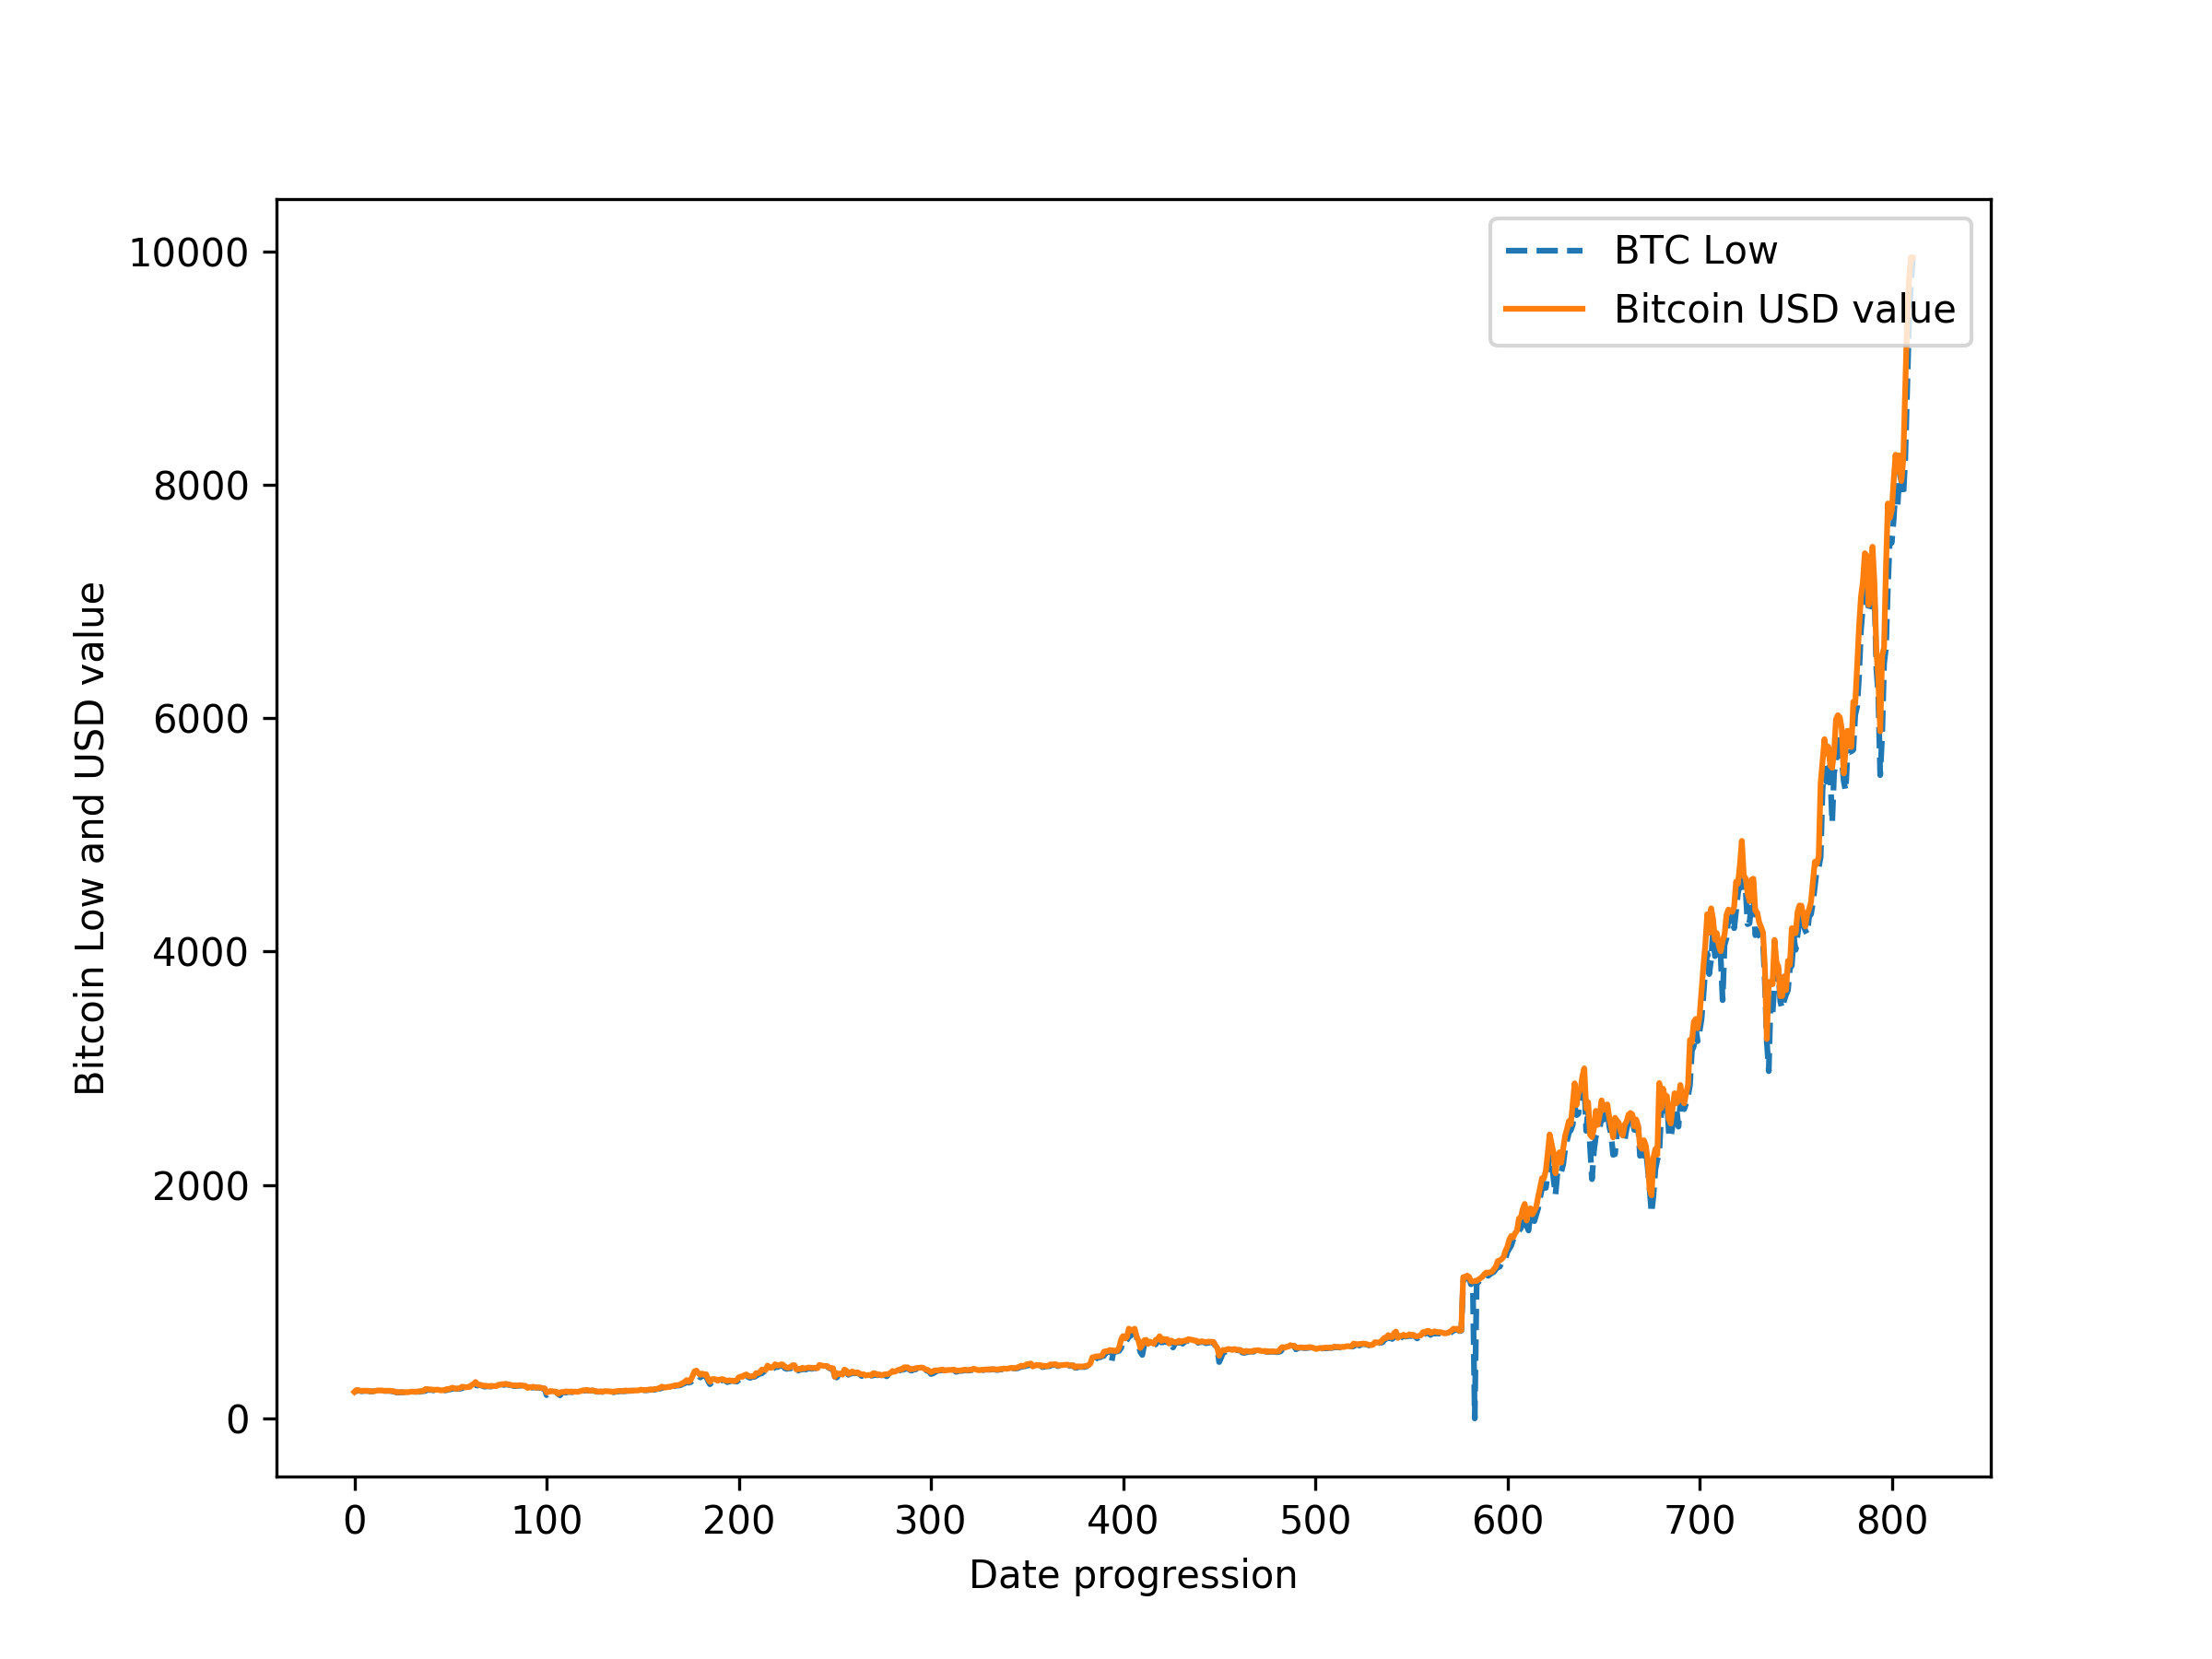 BTC Low
Bitcoin USD value
10000
8000
6000
4000
2000
0
Bitcoin Low and USD value
0 100 200 300 400 500 600 700 800
Date progression